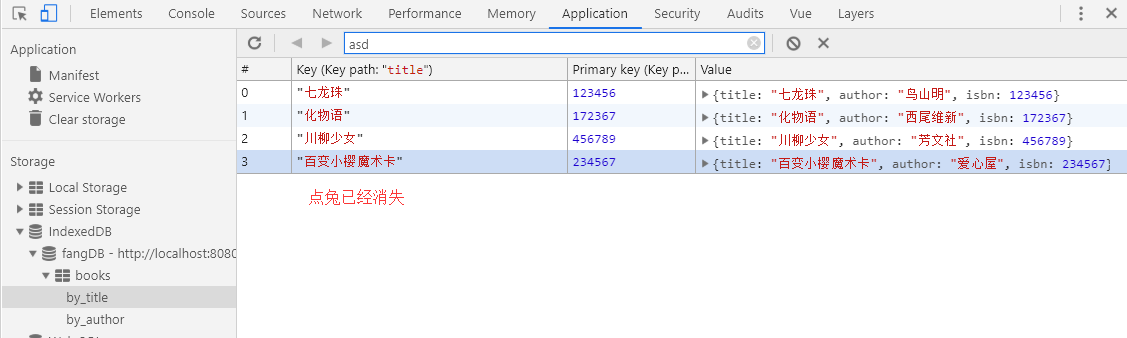 Elements Console Sources Network Performance Memory Application Security Audits Vue Layers
Application
Manifest
Service Workers
Clear storage
Storage
Local Storage
Session Storage
IndexedDB
fangDB - http://localhost:8080
books
by_title
by_author
asd
# Key (Key path: "title") Primary key (Key p... Value
0 "七龙珠" 123456 {title: "七龙珠", author: "鸟山明", isbn: 123456}
1 "化物语" 172367 {title: "化物语", author: "西尾维新", isbn: 172367}
2 "川柳少女" 456789 {title: "川柳少女", author: "芳文社", isbn: 456789}
3 "百变小樱魔术卡" 234567 {title: "百变小樱魔术卡", author: "爱心屋", isbn: 234567}
点兔已经消失